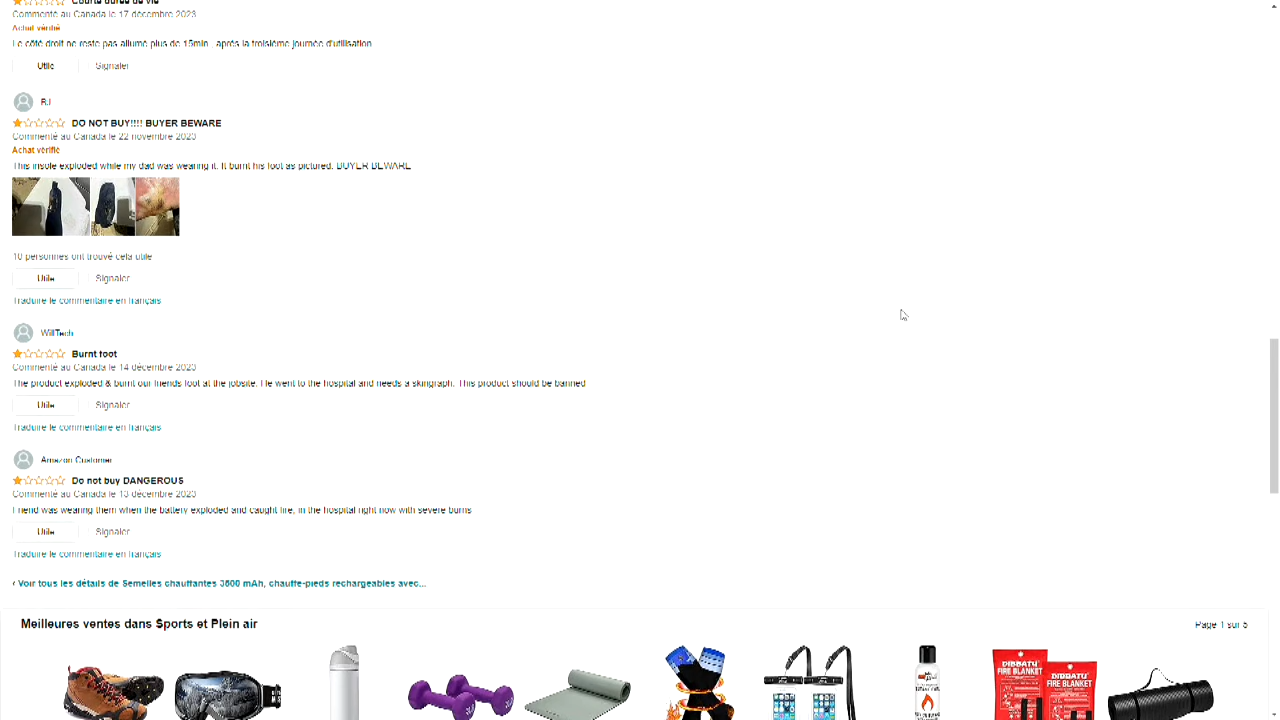 Courte durée de vie
Commenté au Canada le 17 décembre 2023
Achat vérifié
Le côté droit ne reste pas allumé plus de 15min , après la troisième journée d'utilisation
Utile
Signaler
RJ
DO NOT BUY!!!! BUYER BEWARE
Commenté au Canada le 22 novembre 2023
Achat vérifié
This insole exploded while my dad was wearing it. It burnt his foot as pictured. BUYER BEWARE
10 personnes ont trouvé cela utile
Utile
Signaler
Traduire le commentaire en français
WillTech
Burnt foot
Commenté au Canada le 14 décembre 2023
The product exploded & burnt our friends foot at the jobsite. He went to the hospital and needs a skingraph. This product should be banned
Utile
Signaler
Traduire le commentaire en français
Amazon Customer
Do not buy DANGEROUS
Commenté au Canada le 13 décembre 2023
Friend was wearing them when the battery exploded and caught fire, in the hospital right now with severe burns
Utile
Signaler
Traduire le commentaire en français
‹ Voir tous les détails de Semelles chauffantes 3800 mAh, chauffe-pieds rechargeables avec...
Meilleures ventes dans Sports et Plein air
Page 1 sur 5
DIBBATU
FIRE BLANKET
DIBBATU
FIRE BLANKET